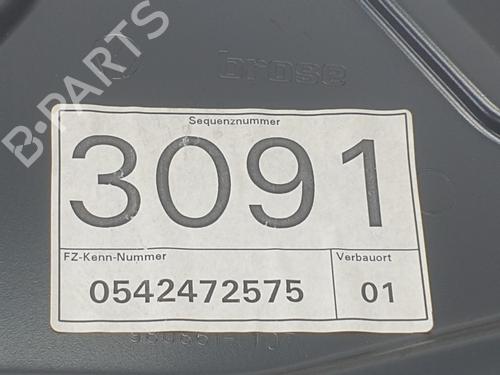 B-PARTS
brose
Sequenznummer
3091
FZ-Kenn-Nummer
Verbauort
0542472575
01